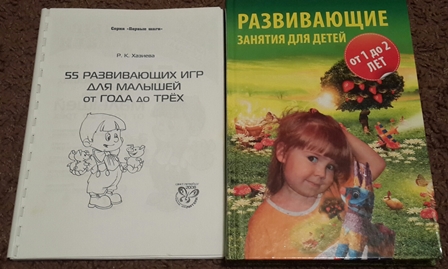 Серия «Первые шаги»
Р. К. Хазиева
55 РАЗВИВАЮЩИХ ИГР
ДЛЯ МАЛЫШЕЙ
ОТ ГОДА ДО ТРЁХ
РАЗВИВАЮЩИЕ
ЗАНЯТИЯ ДЛЯ ДЕТЕЙ
от 1 до 2
ЛЕТ